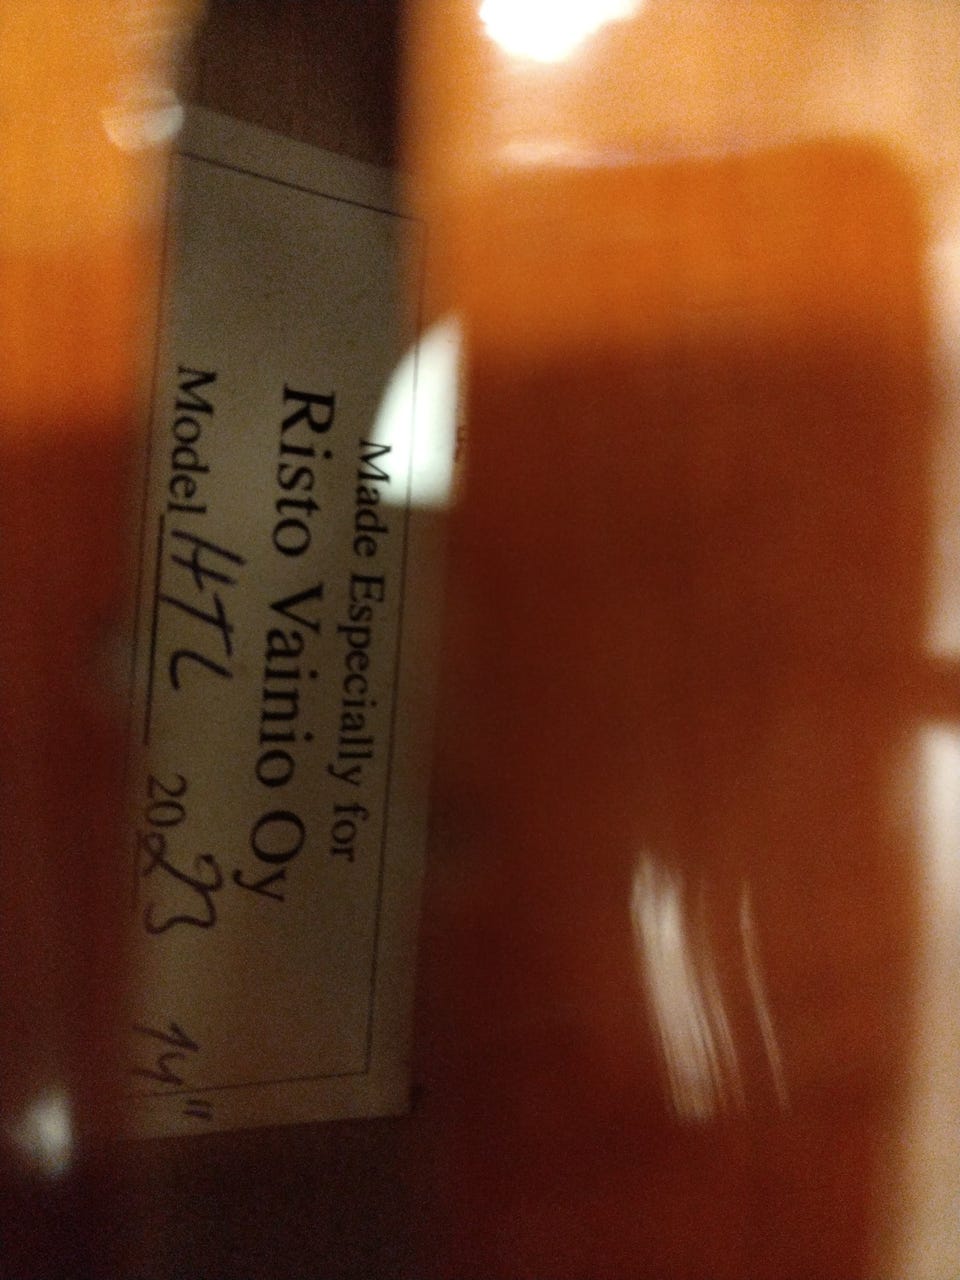 Made Especially for
Risto Vainio Oy
Model HTL 2023 14"